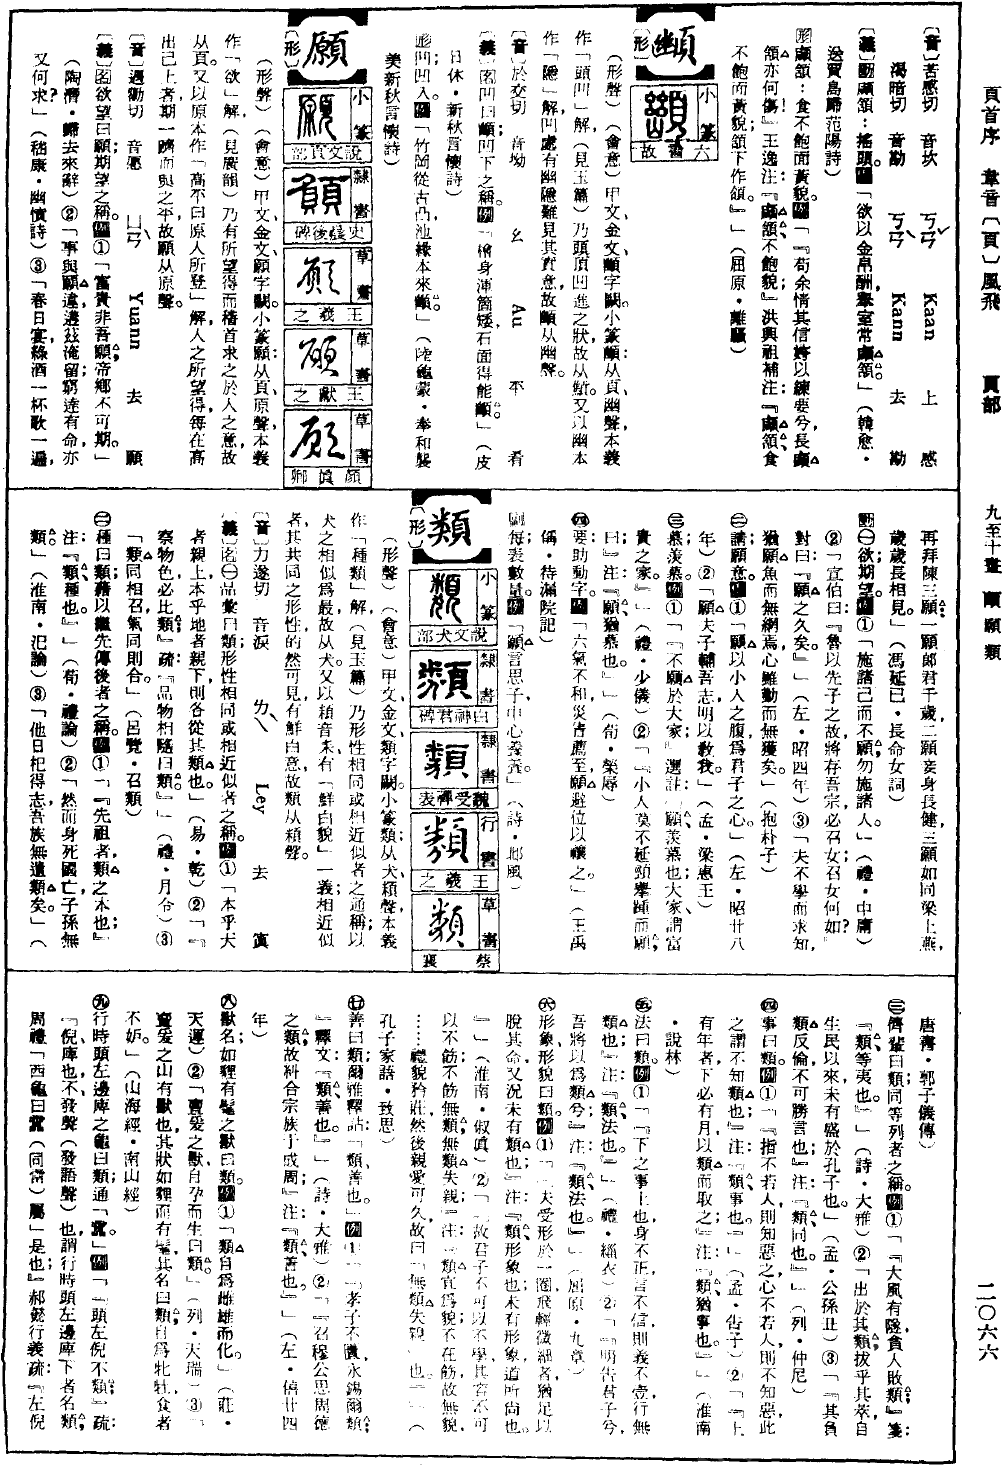 頁首序 韋音〔頁〕風飛 頁部 九至十畫 願類 二〇六六
〔音〕苦感切 音坎 ㄎㄢˇ Kaan 上 感
渴暗切 音勘 ㄎㄢˋ Kann 去 勘
〔義〕動顑頷:搖頭。例「欲以金帛酬舉室常顑頷。」(韓愈·
送賈島歸范陽詩)
形顑頷:食不飽面黃貌。例「『苟余情其信姱以練要兮長顑
頷亦何傷』王逸注:『顑頷不飽貌』洪興祖補注:『顑頷食
不飽面黃貌頷下作頷。』」(屈原·離騷)
〔形〕
小篆
六書故
(形聲)(會意)甲文、金文顤字闕。小篆从頁幽聲本義
作「頭凹」解,(見玉篇)乃頭頂凹進之狀故从頁。又以幽本
作「隱」解凹處有幽隱難見其實意,故从幽聲。
〔音〕於交切 音坳 ㄠ Au 平 肴
〔義〕名凹曰凹下之稱。例「檜身渾箇矮石面得能」(皮
日休·新秋言懷詩)
形凹凹入。例「竹岡從古凸池緣本來」(陸龜蒙·奉和襲
美新秋言懷詩)
〔形〕願
小篆 說文頁部
隸書 史晨後碑
草書 王羲之
草書 王獻之
草書 顏眞卿
(形聲)(會意)甲文、金文願字闕。小篆願:从頁,原聲。本義
作「欲」解,(見廣韻)乃有所望得而稽首求之於人之意,故
从頁。又以原本作「高平曰原人所登」解,人之所望得,每在高
出己上者,期一躋而與之平,故願从原聲。
〔音〕遇勸切 音愿 ㄩㄢˋ Yuann 去 願
〔義〕名欲望曰願;期望之稱。例①「富貴非吾願,帝鄉不可期。」
(陶潛·歸去來辭)②「事與願違,遘茲淹留,窮達有命,亦
又何求?」(嵇康·幽憤詩)③「春日宴,綠酒一杯歌一遍,
再拜陳三願:一願郎君千歲,二願妾身長健,三願如同梁上燕,
歲歲長相見。」(馮延巳·長命女詞)
動㊀欲;期望。例①「施諸己而不願,勿施諸人。」(禮·中庸)
②「宣伯曰:『魯以先子之故,將存吾宗,必召女,召女何如?』
對曰:『願之久矣』」(左·昭四年)③「夫不學而求知,
猶願魚而無網焉,心雖勤而無獲矣。」(抱朴子)
㊁請願意。例①「願以小人之腹爲君子之心。」(左·昭廿八
年)②「願夫子輔吾志,明以教我。」(孟·梁惠王)
㊂慕;羨慕。例①「『不願於大家』選註:『願,羨慕也;大家,謂富
貴之家。』」(禮·少儀)②「『小人莫不延頸舉踵而願,
曰』注:『願猶慕也。』」(荀·榮辱)
㊃要助動字。例「六氣不和,災眚薦至,願避位以禳之。」(王禹
偁·待漏院記)
副每;表數量。例「願言思子,中心養養。」(詩·邶風)
〔形〕類
小篆 說文犬部
隸書 白神君碑
隸書 魏受禪表
行書 王羲之
草書 蔡襄
(形聲)(會意)甲文、金文類字闕。小篆類:从犬,頪聲。本義
作「種類」解,(見玉篇)乃形性相同或相近似者之通稱;以
犬之相似爲最,故从犬。又以頪音耒,有「鮮白貌」一義,相近似
者其共同之形性的然可見,有鮮白意,故類从頪聲。
〔音〕力遂切 音淚 ㄌㄟˋ Ley 去 寘
〔義〕名㊀品彙曰類;形性相同或相近似者之稱。例①「本乎天
者親上,本乎地者親下,則各從其類也。」(易·乾)②「『
察物色,必比類。』疏:『品物相隨曰類。』」(禮·月令)③
「類同相召,氣同則合。」(呂覽·召類)
㊁種曰類;藉以繼先傳後者之稱。例①「『先祖者,類之本也。』
注:『類種也。』」(荀·禮論)②「然而身死國亡,子孫無
類。」(淮南·氾論)③「他日杞得志,吾族無遺類矣。」(
唐書·郭子儀傳)
㊂儕輩曰類;同等列者之稱。例①「『大風有隧,貪人敗類。』箋:
『類等夷也。』」(詩·大雅)②「出於其類,拔乎其萃,自
生民以來,未有盛於孔子也。」(孟·公孫丑)③「『其負
類反倫,不可勝言也。』注:『類同也。』」(列·仲尼)
㊃事曰類。例①「『指不若人,則知惡之;心不若人,則不知惡,此
之謂不知類也。』注:『類事也。』」(孟·告子)②「『上
有年者,下必有月,以類而取之。』注:『類猶事也。』」(淮南
·說林)
㊄法曰類。例①「『下之事上也,身不正,言不信,則義不壹,行無
類也。』注:『類法也。』」(禮·緇衣)②「『明告君子兮,
吾將以爲類兮。』注:『類法也。』」(屈原·九章)
㊅形象、形貌曰類。例①「『夫受形於一圈,飛輕微細者,猶足以
脫其命,又況未有類也。』注:『類形象也,未有形象,道所尚也。
』」(淮南·俶眞)②「『故君子不可以不學,其容不可
以不飭,不飭無類,無類失親。』注:『類宜爲貌,不在飭,故無貌,
……禮貌矜莊,然後親愛可久,故曰:「無類失親」也。』」(
孔子家語·致思)
㊆善曰類,爾雅釋詁:「類,善也。」例①「『孝子不匱,永錫爾類。
』釋文:『類善也。』」(詩·大雅)②「『召穆公思周德
之類,故糾合宗族于成周。』注:『類善也。』」(左·僖廿四
年)
㊇獸名,如貍有髦之獸曰類。例①「類自爲雌雄而化。」(莊·
天運)②「亶爰之獸,自孕而生曰類。」(列·天瑞)③「
亶爰之山有獸也,其狀如貍而有髦,其名曰類,自爲牝牡,食者
不妒。」(山海經·南山經)
㊈行時頭左邊庳之龜曰類,通「靁」例「『頭左倪不類。』疏:
『倪,庳也;不,發聲(發語聲)也,謂行時頭左邊庳下者名類,
周禮:「西龜曰靁(同雷)屬」是也。』郝懿行義疏:『左倪